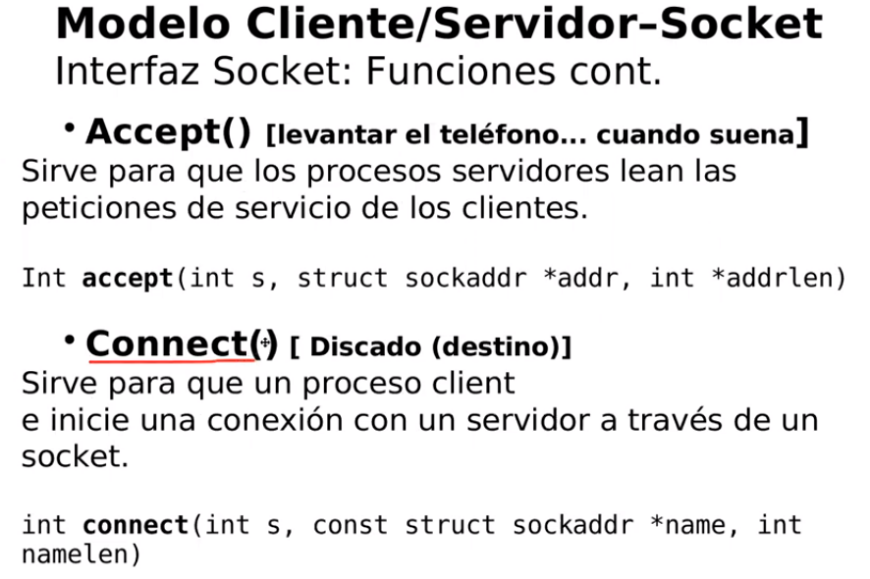 Modelo Cliente/Servidor–Socket
Interfaz Socket: Funciones cont.
• Accept() [levantar el teléfono... cuando suena]
Sirve para que los procesos servidores lean las
peticiones de servicio de los clientes.
Int accept(int s, struct sockaddr *addr, int *addrlen)
• Connect() [ Discado (destino)]
Sirve para que un proceso client
e inicie una conexión con un servidor a través de un
socket.
int connect(int s, const struct sockaddr *name, int
namelen)